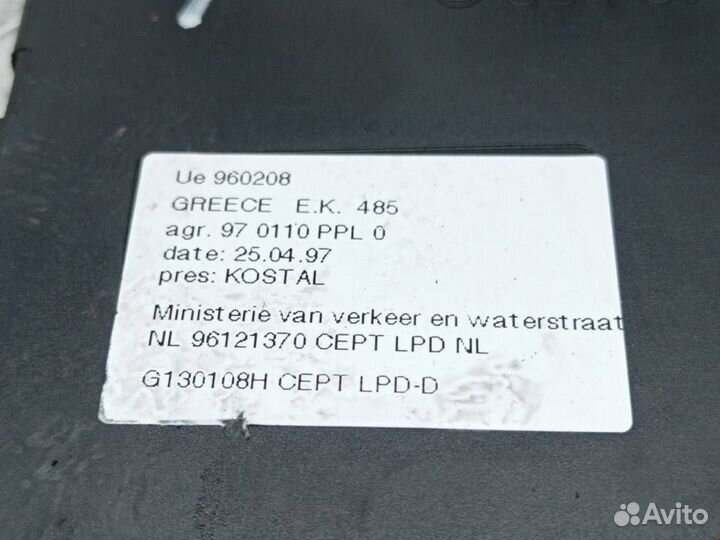 Ue 960208
GREECE E.K. 485
agr. 97 0110 PPL 0
date: 25.04.97
pres: KOSTAL
Ministerie van verkeer en waterstraat
NL 96121370 CEPT LPD NL
G130108H CEPT LPD-D
Avito